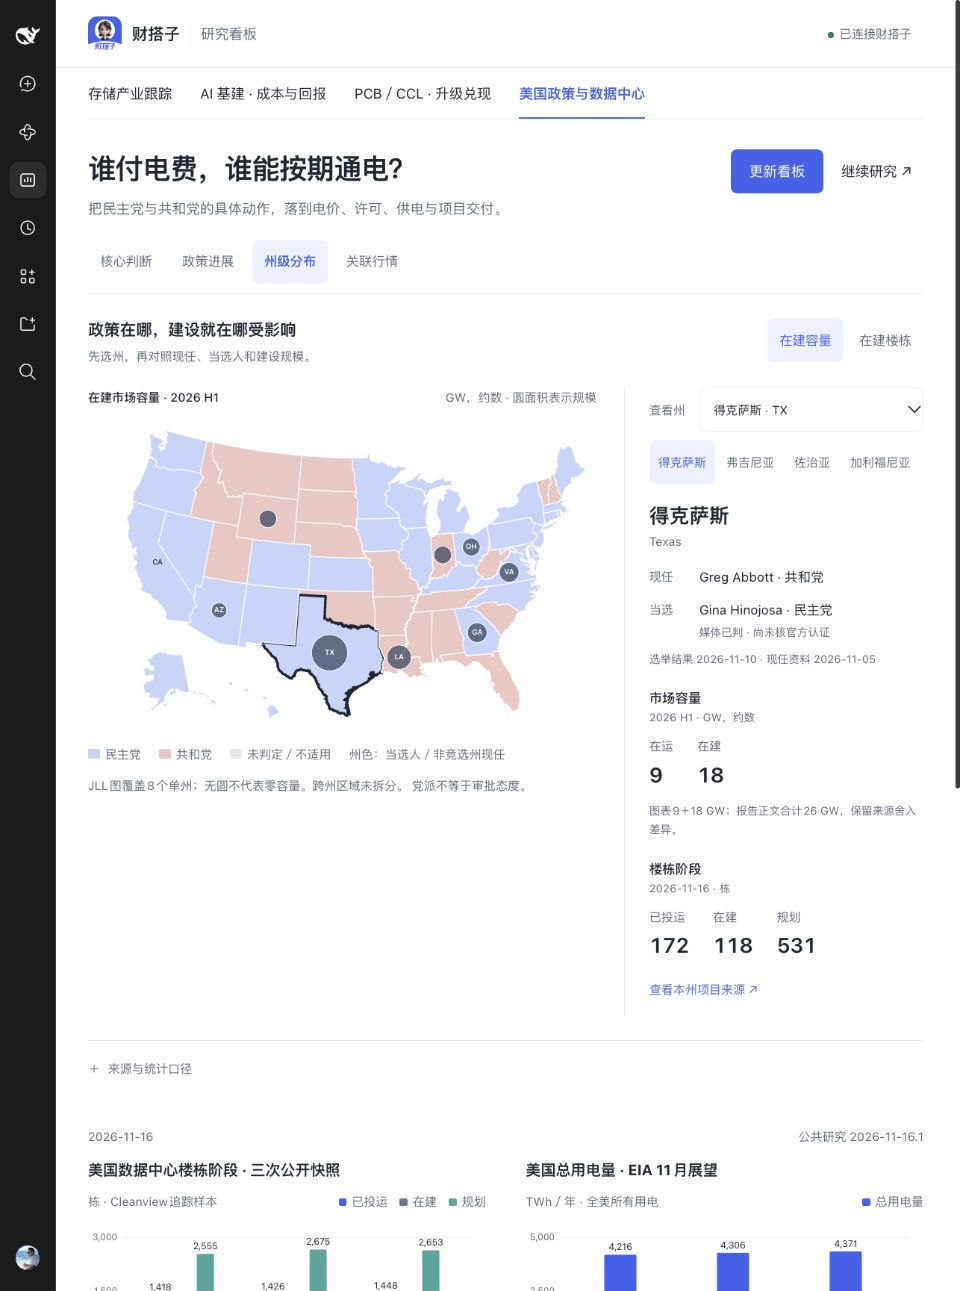 财搭子
财搭子
研究看板
已连接财搭子
存储产业跟踪
AI 基建 · 成本与回报
PCB / CCL · 升级兑现
美国政策与数据中心
谁付电费，谁能按期通电？
更新看板
继续研究 ↗
把民主党与共和党的具体动作，落到电价、许可、供电与项目交付。
核心判断
政策进展
州级分布
关联行情
政策在哪，建设就在哪受影响
先选州，再对照现任、当选人和建设规模。
在建容量
在建楼栋
在建市场容量 · 2026 H1
GW，约数 · 圆面积表示规模
CA
AZ
TX
LA
GA
VA
OH
民主党
共和党
未判定 / 不适用
州色：当选人 / 非竞选州现任
JLL 图覆盖 8 个单州；无圆不代表零容量。跨州区域未拆分。 党派不等于审批态度。
查看州
得克萨斯 · TX
得克萨斯
弗吉尼亚
佐治亚
加利福尼亚
得克萨斯
Texas
现任 Greg Abbott · 共和党
当选 Gina Hinojosa · 民主党
媒体已判 · 尚未核官方认证
选举结果 2026-11-10 · 现任资料 2026-11-05
市场容量
2026 H1 · GW，约数
在运 在建
9 18
图表 9＋18 GW；报告正文合计 26 GW，保留来源舍入
差异。
楼栋阶段
2026-11-16 · 栋
已投运 在建 规划
172 118 531
查看本州项目来源 ↗
+ 来源与统计口径
2026-11-16
公共研究 2026-11-16.1
美国数据中心楼栋阶段 · 三次公开快照
栋 · Cleanview 追踪样本
已投运 在建 规划
3,000
2,555
2,675
2,653
1,500
1,418
1,426
1,448
美国总用电量 · EIA 11 月展望
TWh / 年 · 全美所有用电
总用电量
5,000
4,216
4,306
4,371
2,500